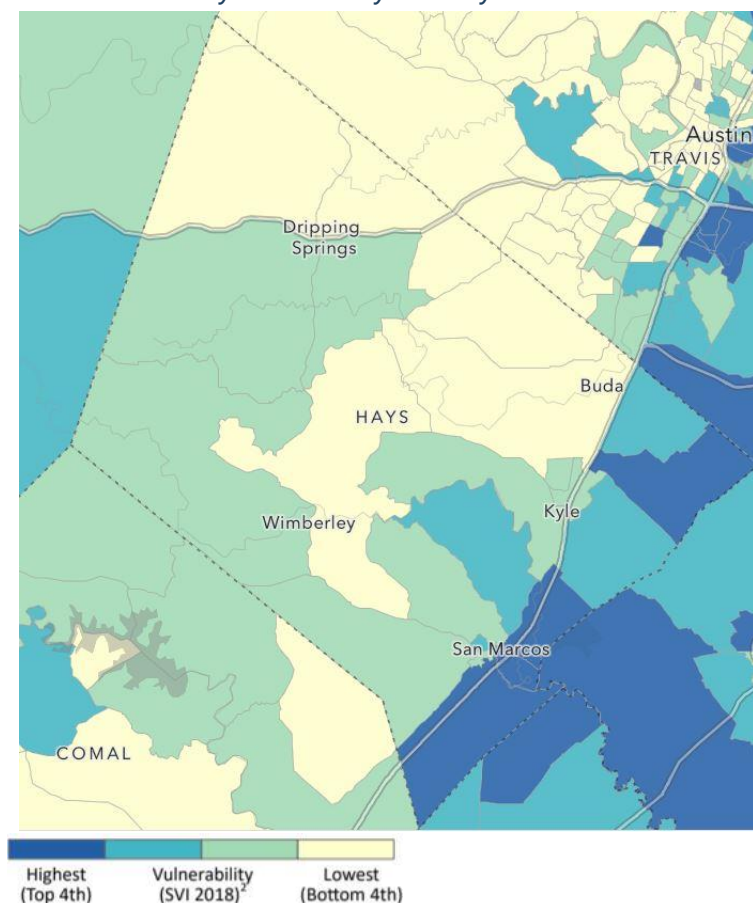 Austin
TRAVIS
Dripping
Springs
Buda
HAYS
Kyle
Wimberley
San Marcos
COMAL
Highest
(Top 4th)
Vulnerability
(SVI 2018)²
Lowest
(Bottom 4th)